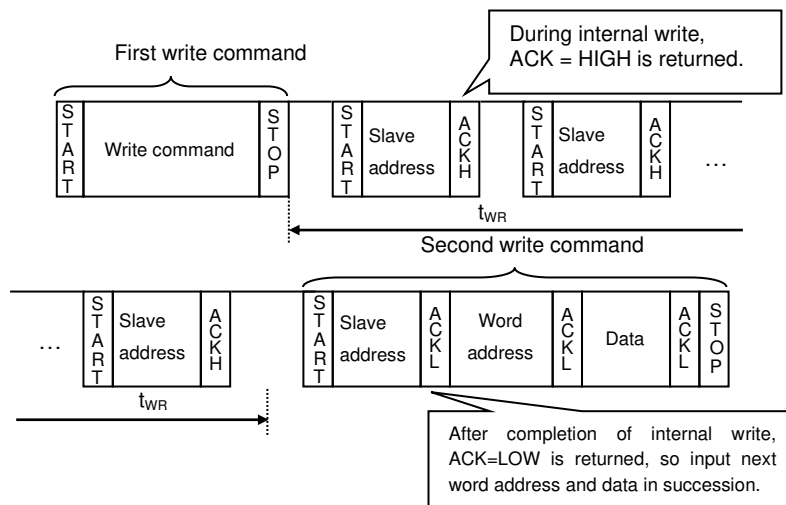 First write command
During internal write,
ACK = HIGH is returned.
START
Write command
STOP
START
Slave
address
ACKH
START
Slave
address
ACKH
…
tWR
Second write command
…
START
Slave
address
ACKH
START
Slave
address
ACKL
Word
address
ACKL
Data
ACKL
STOP
tWR
After completion of internal write,
ACK=LOW is returned, so input next
word address and data in succession.